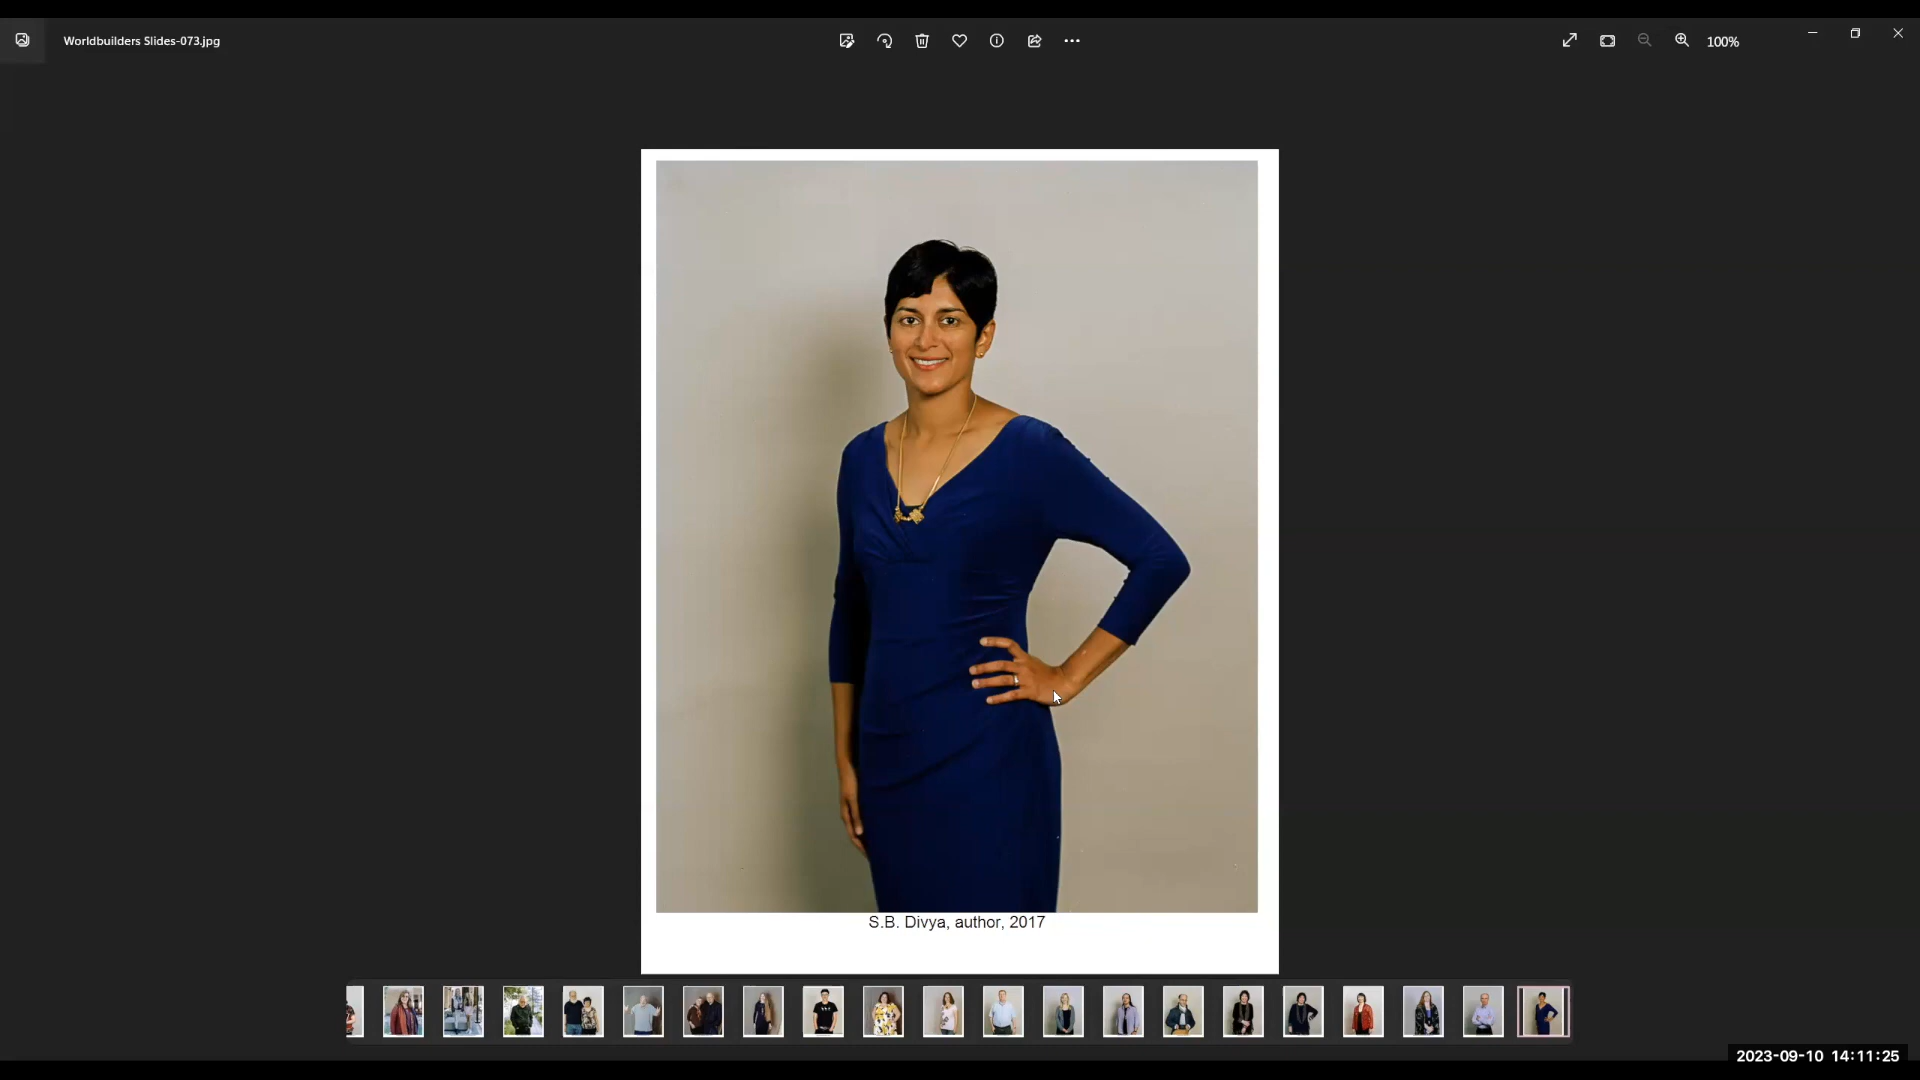 Worldbuilders Slides-073.jpg
100%
S.B. Divya, author, 2017
2023-09-10 14:11:25